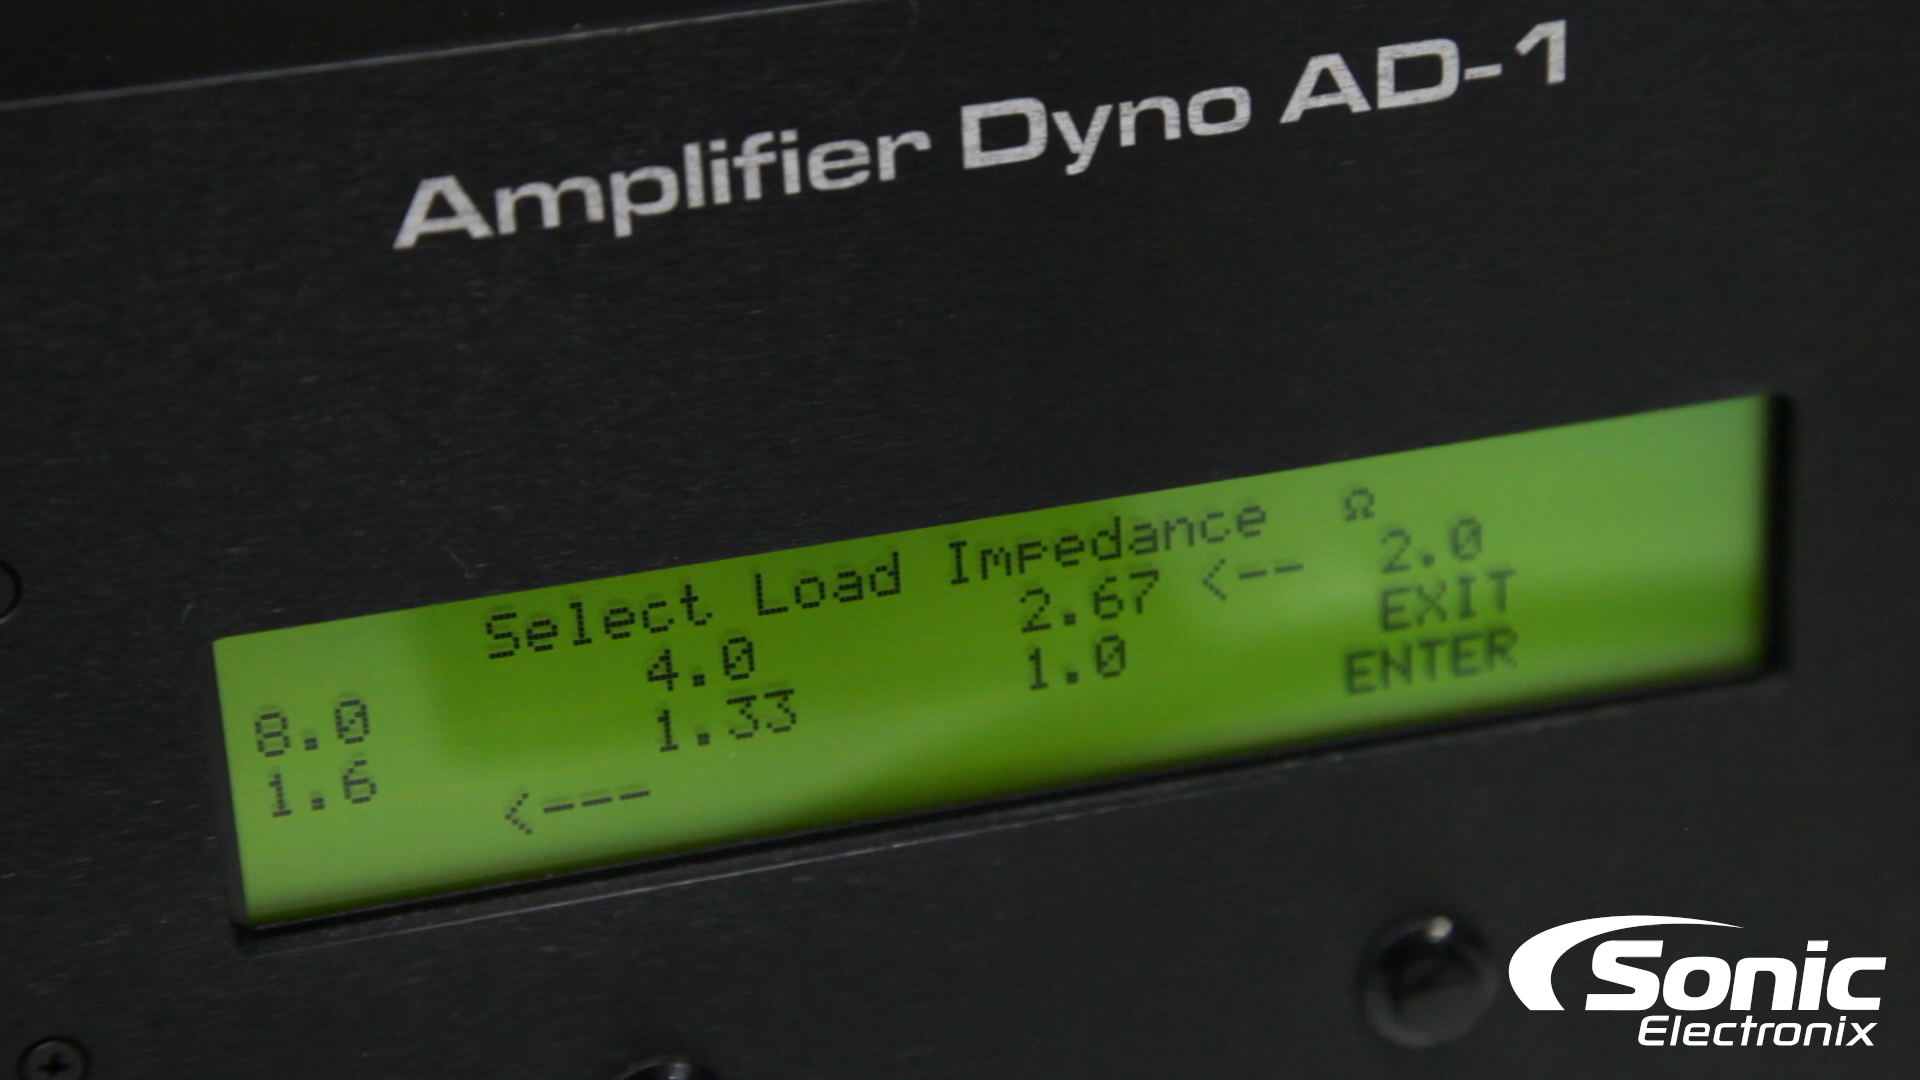 Amplifier Dyno AD-1
Select Load Impedance Ω
8.0 4.0 2.67 <-- 2.0
1.6 1.33 1.0 EXIT
<--- ENTER
Sonic
Electronix